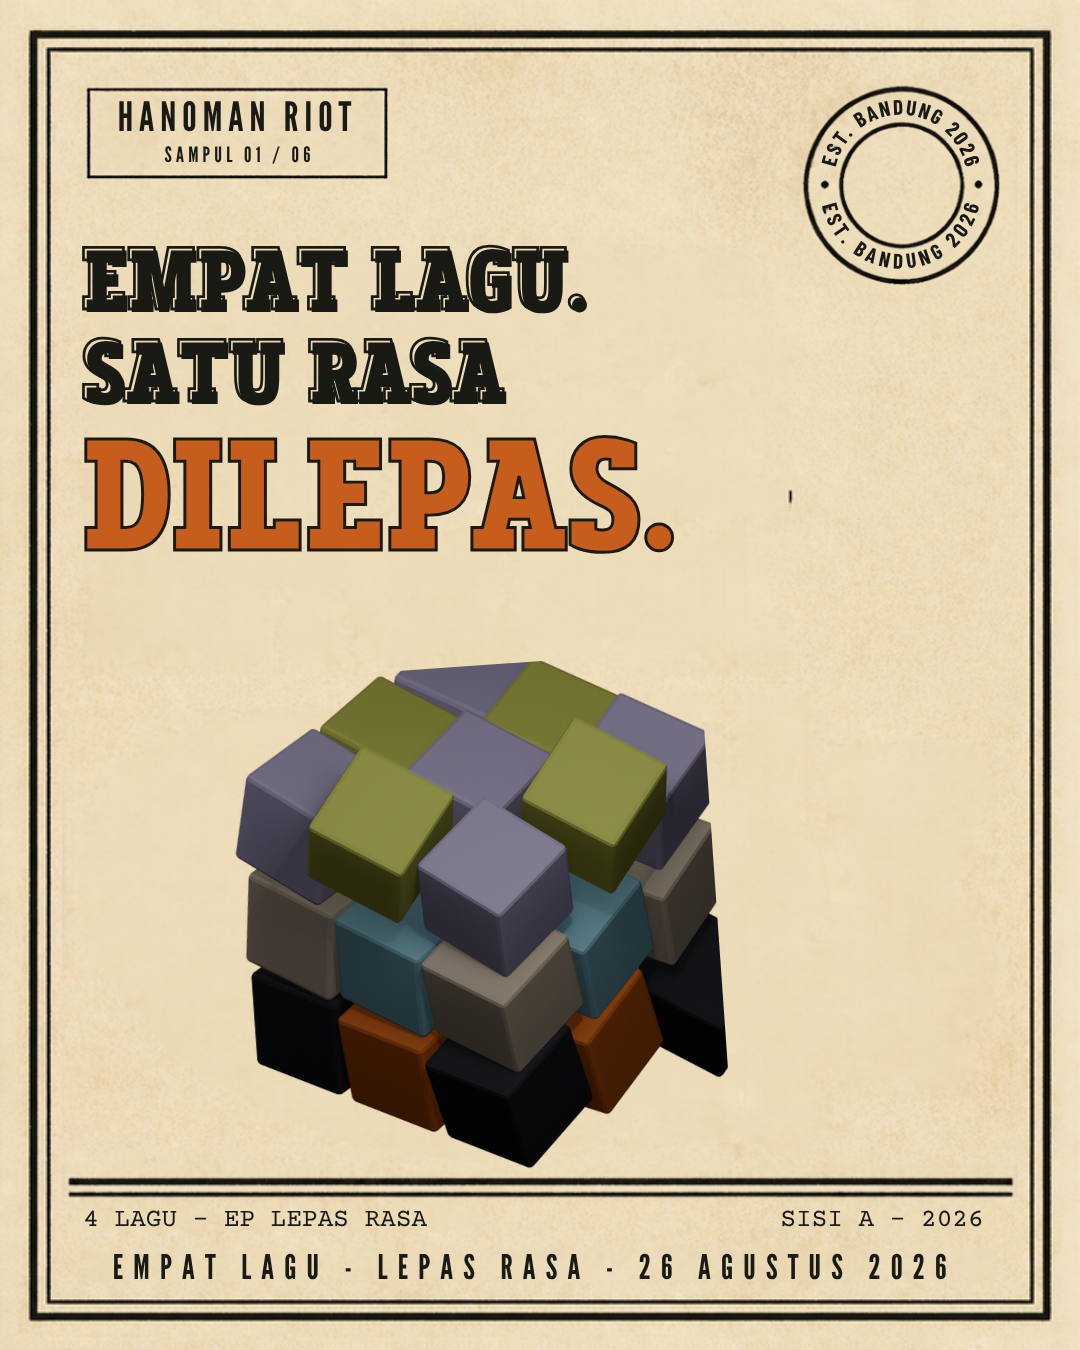 HANOMAN RIOT
SAMPUL 01 / 06
EST. BANDUNG 2026 •
EST. BANDUNG 2026 •
EMPAT LAGU.
SATU RASA
DILEPAS.
4 LAGU – EP LEPAS RASA
SISI A – 2026
EMPAT LAGU - LEPAS RASA - 26 AGUSTUS 2026